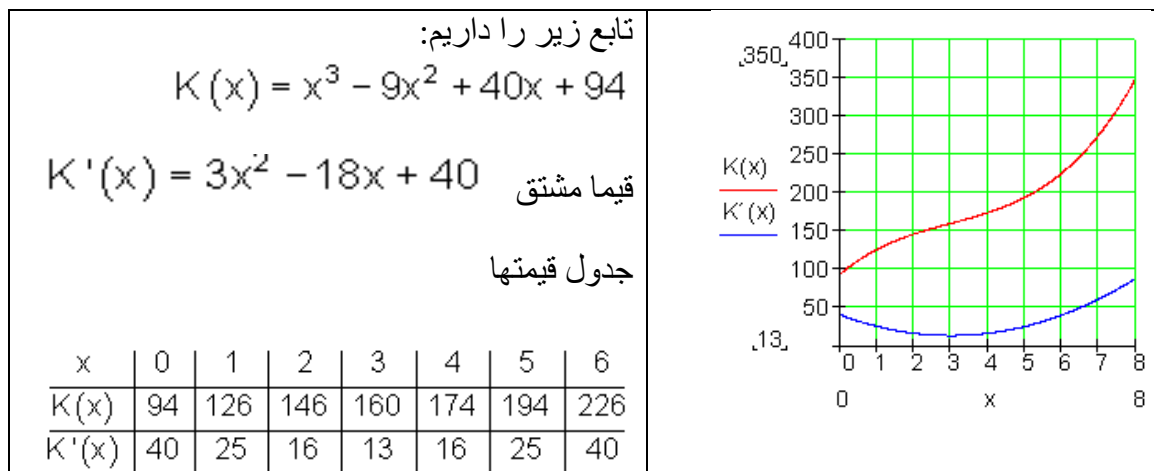 تابع زیر را داریم:
K(x) = x³ − 9x² + 40x + 94
K'(x) = 3x² − 18x + 40 قیما مشتق
جدول قیمتها
x | 0 | 1 | 2 | 3 | 4 | 5 | 6
K(x) | 94 | 126 | 146 | 160 | 174 | 194 | 226
K'(x) | 40 | 25 | 16 | 13 | 16 | 25 | 40
400
350
350
300
250
K(x)
200
K´(x)
150
100
50
13
0 1 2 3 4 5 6 7 8
0 x 8